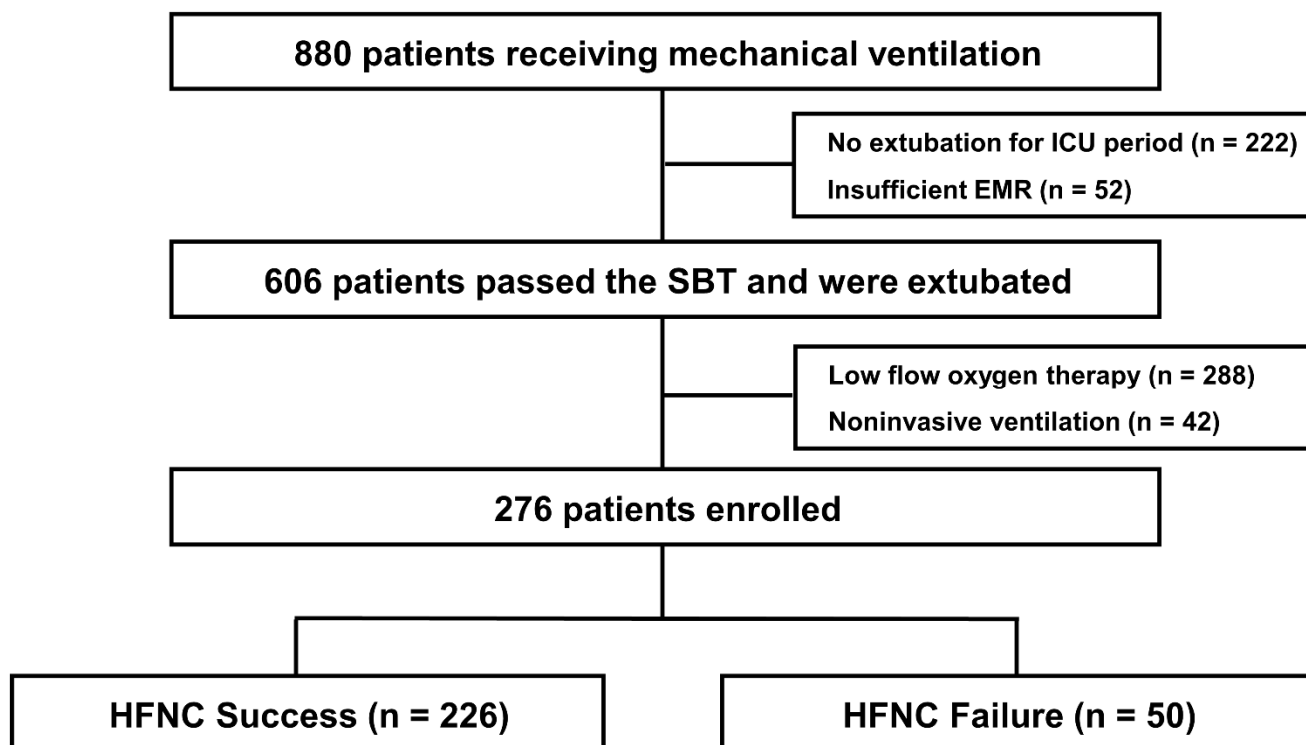 880 patients receiving mechanical ventilation
No extubation for ICU period (n = 222)
Insufficient EMR (n = 52)
606 patients passed the SBT and were extubated
Low flow oxygen therapy (n = 288)
Noninvasive ventilation (n = 42)
276 patients enrolled
HFNC Success (n = 226)
HFNC Failure (n = 50)